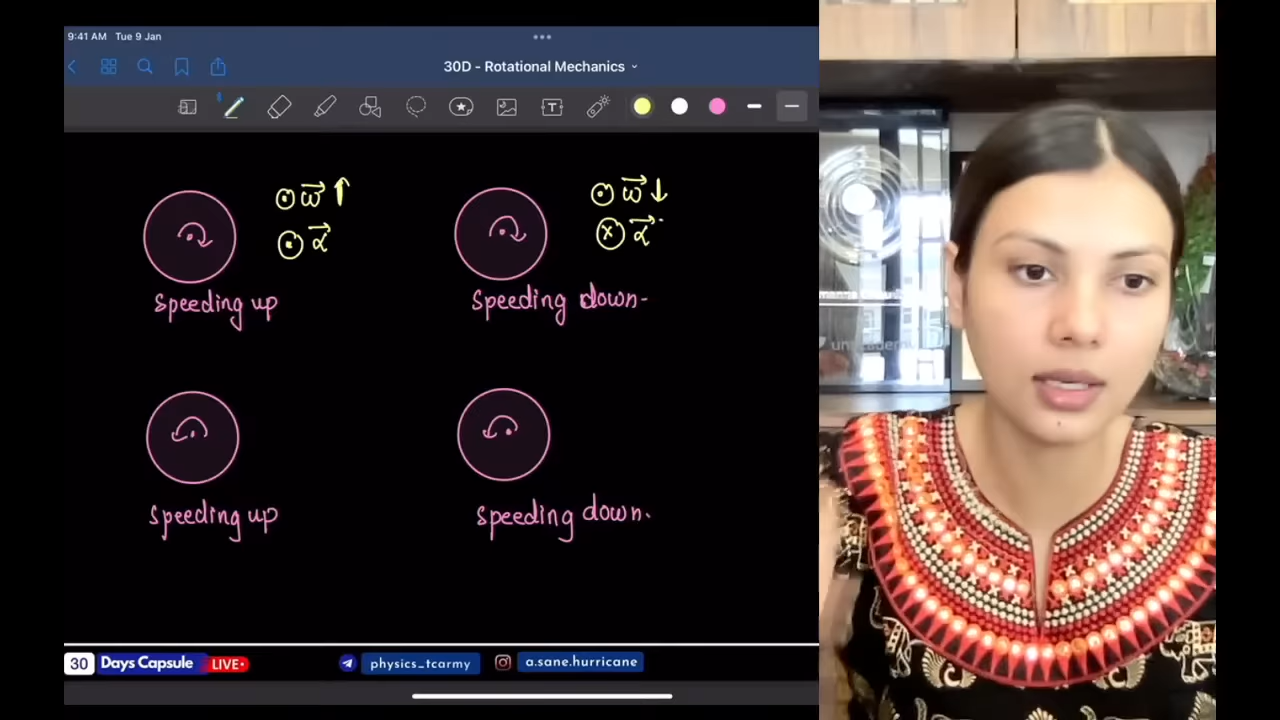 9:41 AM Tue 9 Jan
30D - Rotational Mechanics
⊙ ω⃗ ↑
⊙ α⃗
Speeding up
⊙ ω⃗ ↓
⊗ α⃗
Speeding down-
Speeding up
Speeding down.
30 Days Capsule LIVE
physics_tcarmy
a.sane.hurricane